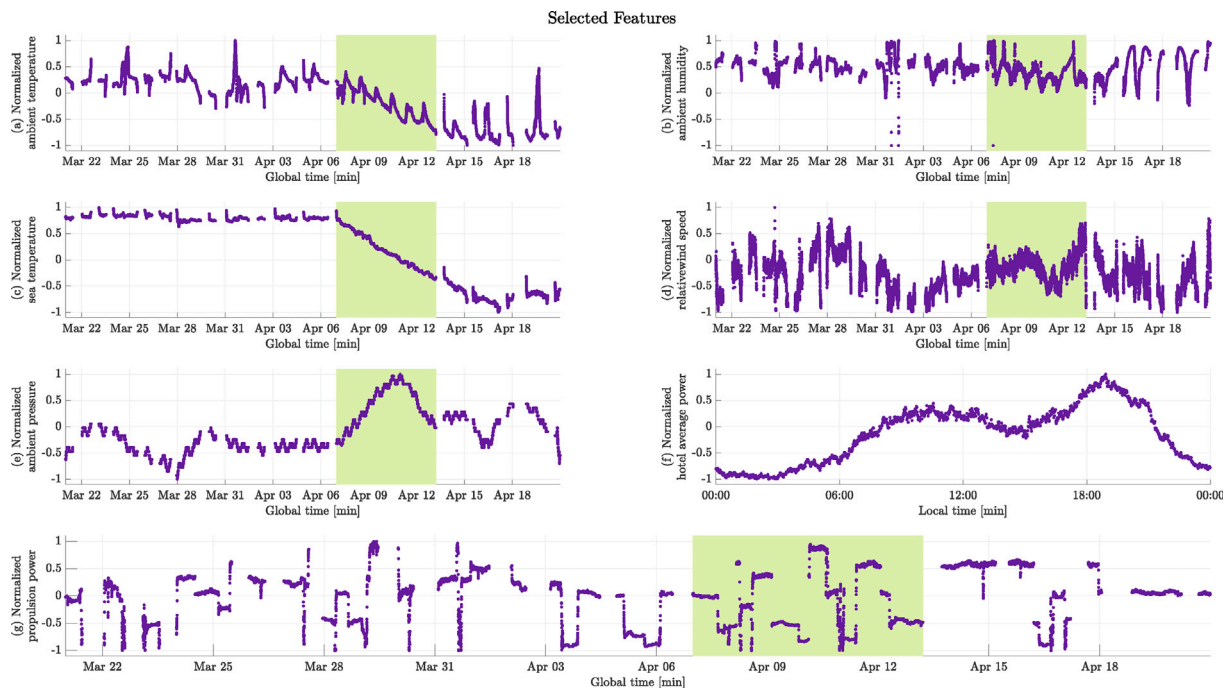 Selected Features
(a) Normalized
ambient temperature
1
0.5
0
-0.5
-1
Mar 22 Mar 25 Mar 28 Mar 31 Apr 03 Apr 06 Apr 09 Apr 12 Apr 15 Apr 18
Global time [min]
(b) Normalized
ambient humidity
1
0.5
0
-0.5
-1
Mar 22 Mar 25 Mar 28 Mar 31 Apr 03 Apr 06 Apr 09 Apr 12 Apr 15 Apr 18
Global time [min]
(c) Normalized
sea temperature
1
0.5
0
-0.5
-1
Mar 22 Mar 25 Mar 28 Mar 31 Apr 03 Apr 06 Apr 09 Apr 12 Apr 15 Apr 18
Global time [min]
(d) Normalized
relativewind speed
1
0.5
0
-0.5
-1
Mar 22 Mar 25 Mar 28 Mar 31 Apr 03 Apr 06 Apr 09 Apr 12 Apr 15 Apr 18
Global time [min]
(e) Normalized
ambient pressure
1
0.5
0
-0.5
-1
Mar 22 Mar 25 Mar 28 Mar 31 Apr 03 Apr 06 Apr 09 Apr 12 Apr 15 Apr 18
Global time [min]
(f) Normalized
hotel average power
1
0.5
0
-0.5
-1
00:00 06:00 12:00 18:00 00:00
Local time [min]
(g) Normalized
propulsion power
1
0.5
0
-0.5
-1
Mar 22 Mar 25 Mar 28 Mar 31 Apr 03 Apr 06 Apr 09 Apr 12 Apr 15 Apr 18
Global time [min]